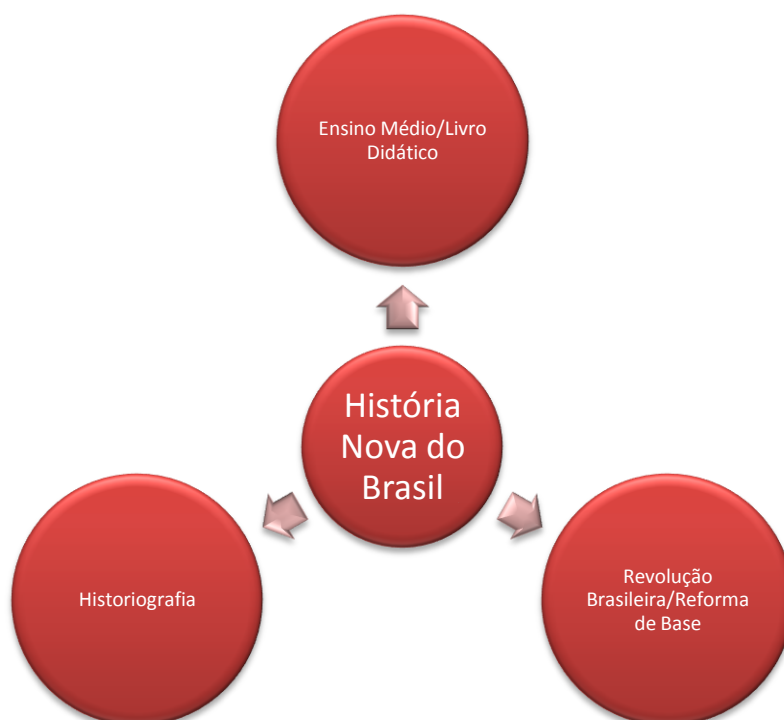 Ensino Médio/Livro
Didático
História
Nova do
Brasil
Historiografia
Revolução
Brasileira/Reforma
de Base